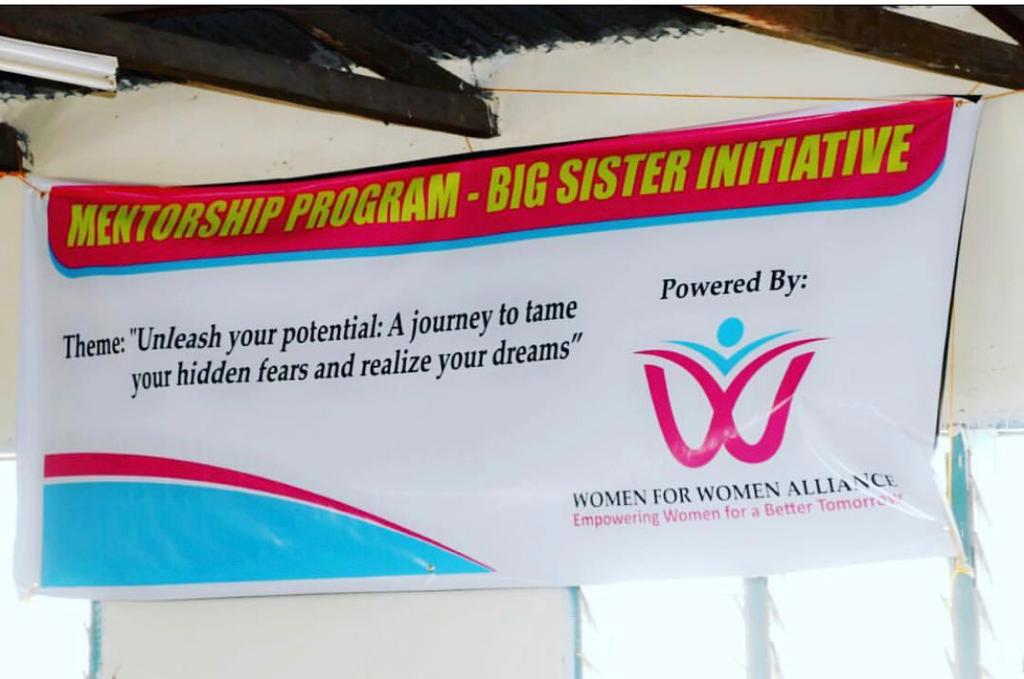 MENTORSHIP PROGRAM - BIG SISTER INITIATIVE
Theme: "Unleash your potential: A journey to tame
your hidden fears and realize your dreams"
Powered By:
WOMEN FOR WOMEN ALLIANCE
Empowering Women for a Better Tomorrow